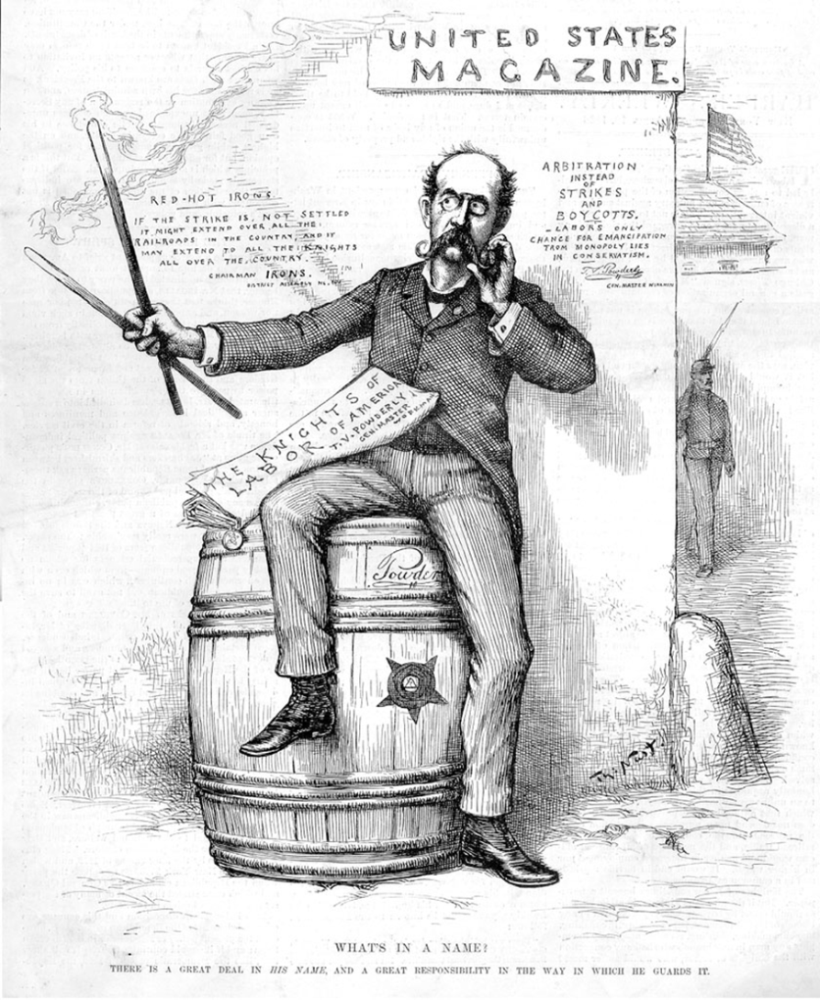 UNITED STATES
MAGAZINE.
RED-HOT IRONS
IF THE STRIKE IS, NOT SETTLED
IT MIGHT EXTEND OVER ALL THE
RAILROADS IN THE COUNTRY, AND IT
MAY EXTEND TO ALL THE KNIGHTS
ALL OVER THE COUNTRY.
CHAIRMAN IRONS.
DISTRICT ASSEMBLY
ARBITRATION
INSTEAD
OF
STRIKES
AND
BOYCOTTS.
- LABOR'S ONLY
CHANCE FOR EMANCIPATION
FROM MONOPOLY LIES
IN CONSERVATISM.
T. V. Powderly
GEN. MASTER WORKMAN
THE KNIGHTS OF
LABOR OF AMERICA
T. V. POWDERLY.
GEN. MASTER
Powder
Th: Nast.
WHAT'S IN A NAME?
THERE IS A GREAT DEAL IN HIS NAME, AND A GREAT RESPONSIBILITY IN THE WAY IN WHICH HE GUARDS IT.